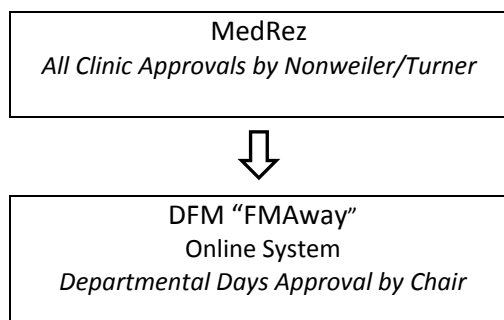 MedRez
All Clinic Approvals by Nonweiler/Turner
DFM “FMAway”
Online System
Departmental Days Approval by Chair